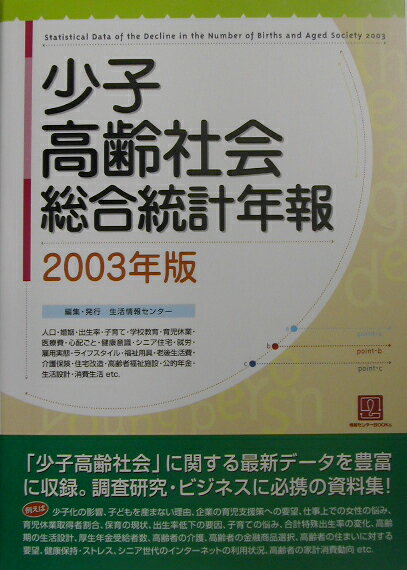 Statistical Data of the Decline in the Number of Births and Aged Society 2003
少子
高齢社会
総合統計年報
2003年版
編集・発行 生活情報センター
人口・婚姻・出生率・子育て・学校教育・育児休業・
医療費・心配ごと・健康意識・シニア住宅・就労・
雇用実態・ライフスタイル・福祉用具・老後生活費・
介護保険・住宅改造・高齢者福祉施設・公的年金・
生活設計・消費生活 etc.
a
point-a
b
point-b
c
point-c
情報センターBOOKs
「少子高齢社会」に関する最新データを豊富
に収録。調査研究・ビジネスに必携の資料集!
例えば 少子化の影響、子どもを産まない理由、企業の育児支援策への要望、仕事上での女性の悩み、
育児休業取得者割合、保育の現状、出生率低下の要因、子育ての悩み、合計特殊出生率の変化、高齢
期の生活設計、厚生年金受給者数、高齢者の介護、高齢者の金融商品選択、高齢者の住まいに対する
要望、健康保持・ストレス、シニア世代のインターネットの利用状況、高齢者の家計消費動向 etc.